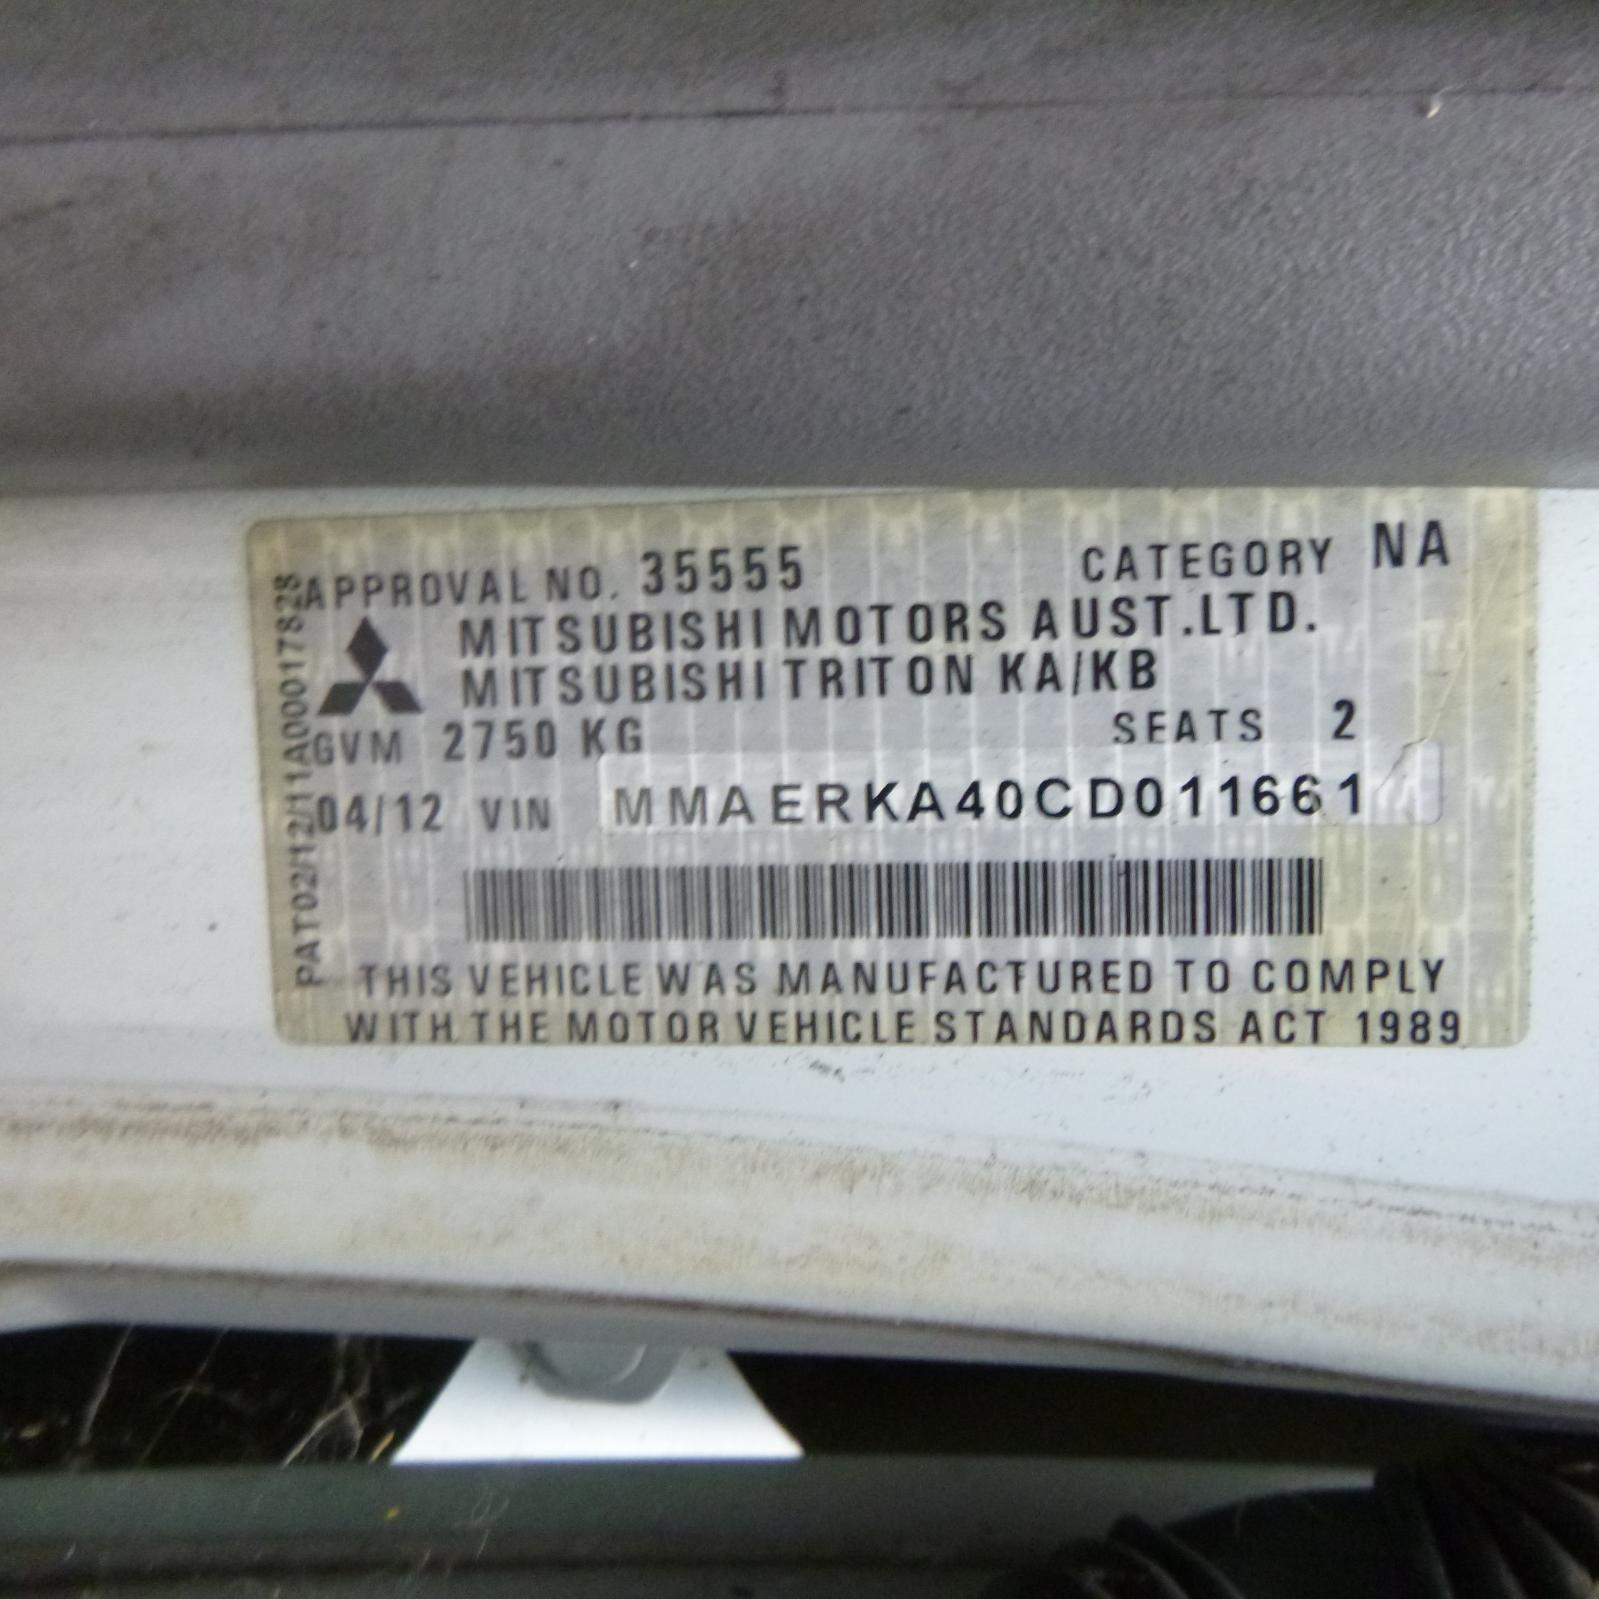 APPROVAL NO. 35555 CATEGORY NA
MITSUBISHI MOTORS AUST.LTD.
MITSUBISHI TRITON KA/KB
GVM 2750 KG SEATS 2
04/12 VIN MMAERKA40CD011661
THIS VEHICLE WAS MANUFACTURED TO COMPLY
WITH THE MOTOR VEHICLE STANDARDS ACT 1989
PAT02/12/11A00017828